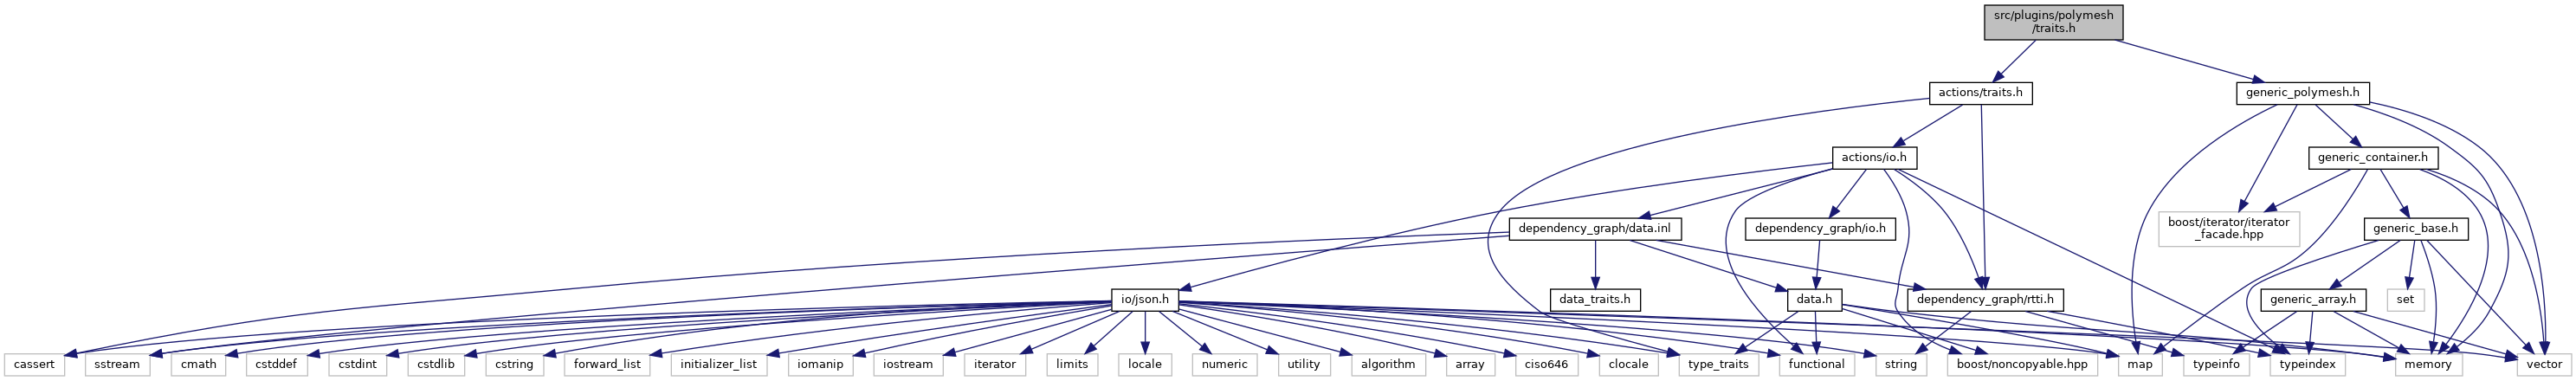 src/plugins/polymesh
/traits.h
actions/traits.h
generic_polymesh.h
actions/io.h
generic_container.h
dependency_graph/data.inl
dependency_graph/io.h
boost/iterator/iterator
_facade.hpp
generic_base.h
io/json.h
data_traits.h
data.h
dependency_graph/rtti.h
generic_array.h
set
cassert
sstream
cmath
cstddef
cstdint
cstdlib
cstring
forward_list
initializer_list
iomanip
iostream
iterator
limits
locale
numeric
utility
algorithm
array
ciso646
clocale
type_traits
functional
string
boost/noncopyable.hpp
map
typeinfo
typeindex
memory
vector